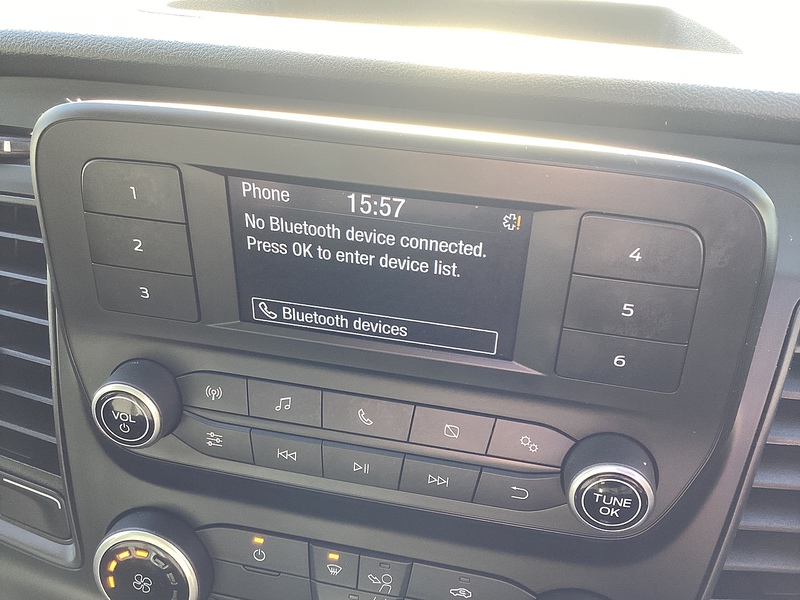 Phone
15:57
No Bluetooth device connected.
Press OK to enter device list.
Bluetooth devices
1
2
3
4
5
6
VOL
TUNE
OK